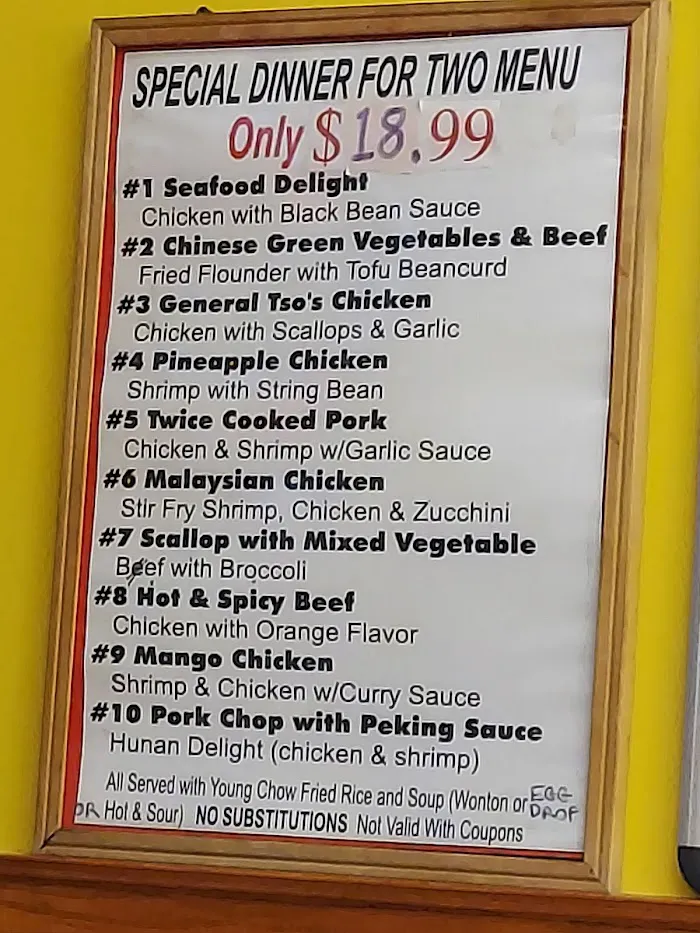 SPECIAL DINNER FOR TWO MENU
Only $18.99
#1 Seafood Delight
Chicken with Black Bean Sauce
#2 Chinese Green Vegetables & Beef
Fried Flounder with Tofu Beancurd
#3 General Tso's Chicken
Chicken with Scallops & Garlic
#4 Pineapple Chicken
Shrimp with String Bean
#5 Twice Cooked Pork
Chicken & Shrimp w/Garlic Sauce
#6 Malaysian Chicken
Stir Fry Shrimp, Chicken & Zucchini
#7 Scallop with Mixed Vegetable
Beef with Broccoli
#8 Hot & Spicy Beef
Chicken with Orange Flavor
#9 Mango Chicken
Shrimp & Chicken w/Curry Sauce
#10 Pork Chop with Peking Sauce
Hunan Delight (chicken & shrimp)
All Served with Young Chow Fried Rice and Soup (Wonton or EGG DROP
OR Hot & Sour) NO SUBSTITUTIONS Not Valid With Coupons